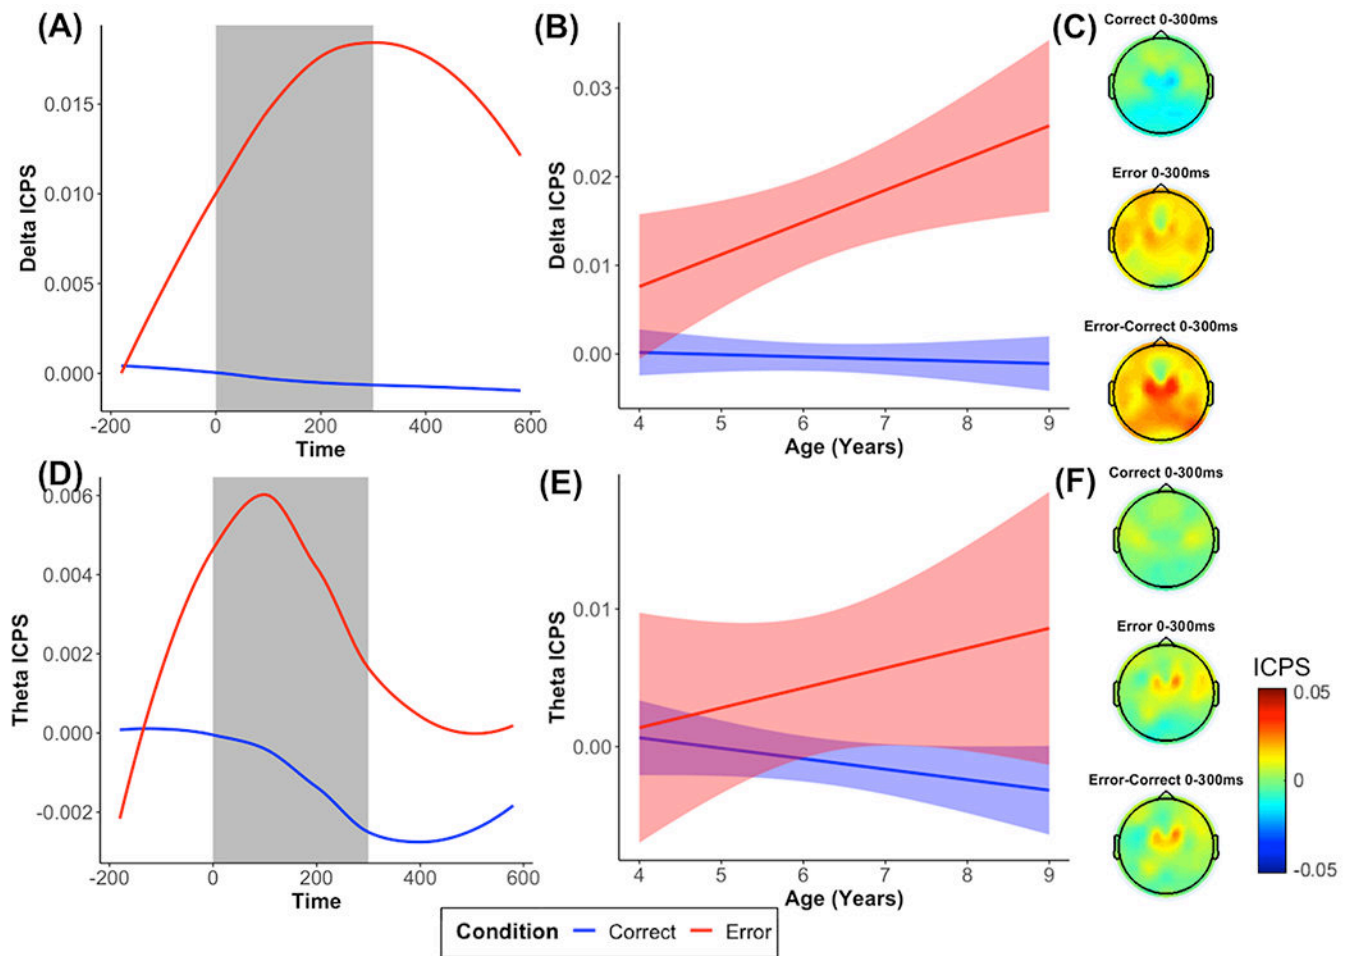 (A)
Delta ICPS
0.015
0.010
0.005
0.000
-200 0 200 400 600
Time
(B)
Delta ICPS
0.03
0.02
0.01
0.00
4 5 6 7 8 9
Age (Years)
(C)
Correct 0-300ms
Error 0-300ms
Error-Correct 0-300ms
(D)
Theta ICPS
0.006
0.004
0.002
0.000
-0.002
-200 0 200 400 600
Time
(E)
Theta ICPS
0.01
0.00
4 5 6 7 8 9
Age (Years)
(F)
Correct 0-300ms
Error 0-300ms
Error-Correct 0-300ms
ICPS
0.05
0
-0.05
Condition Correct Error